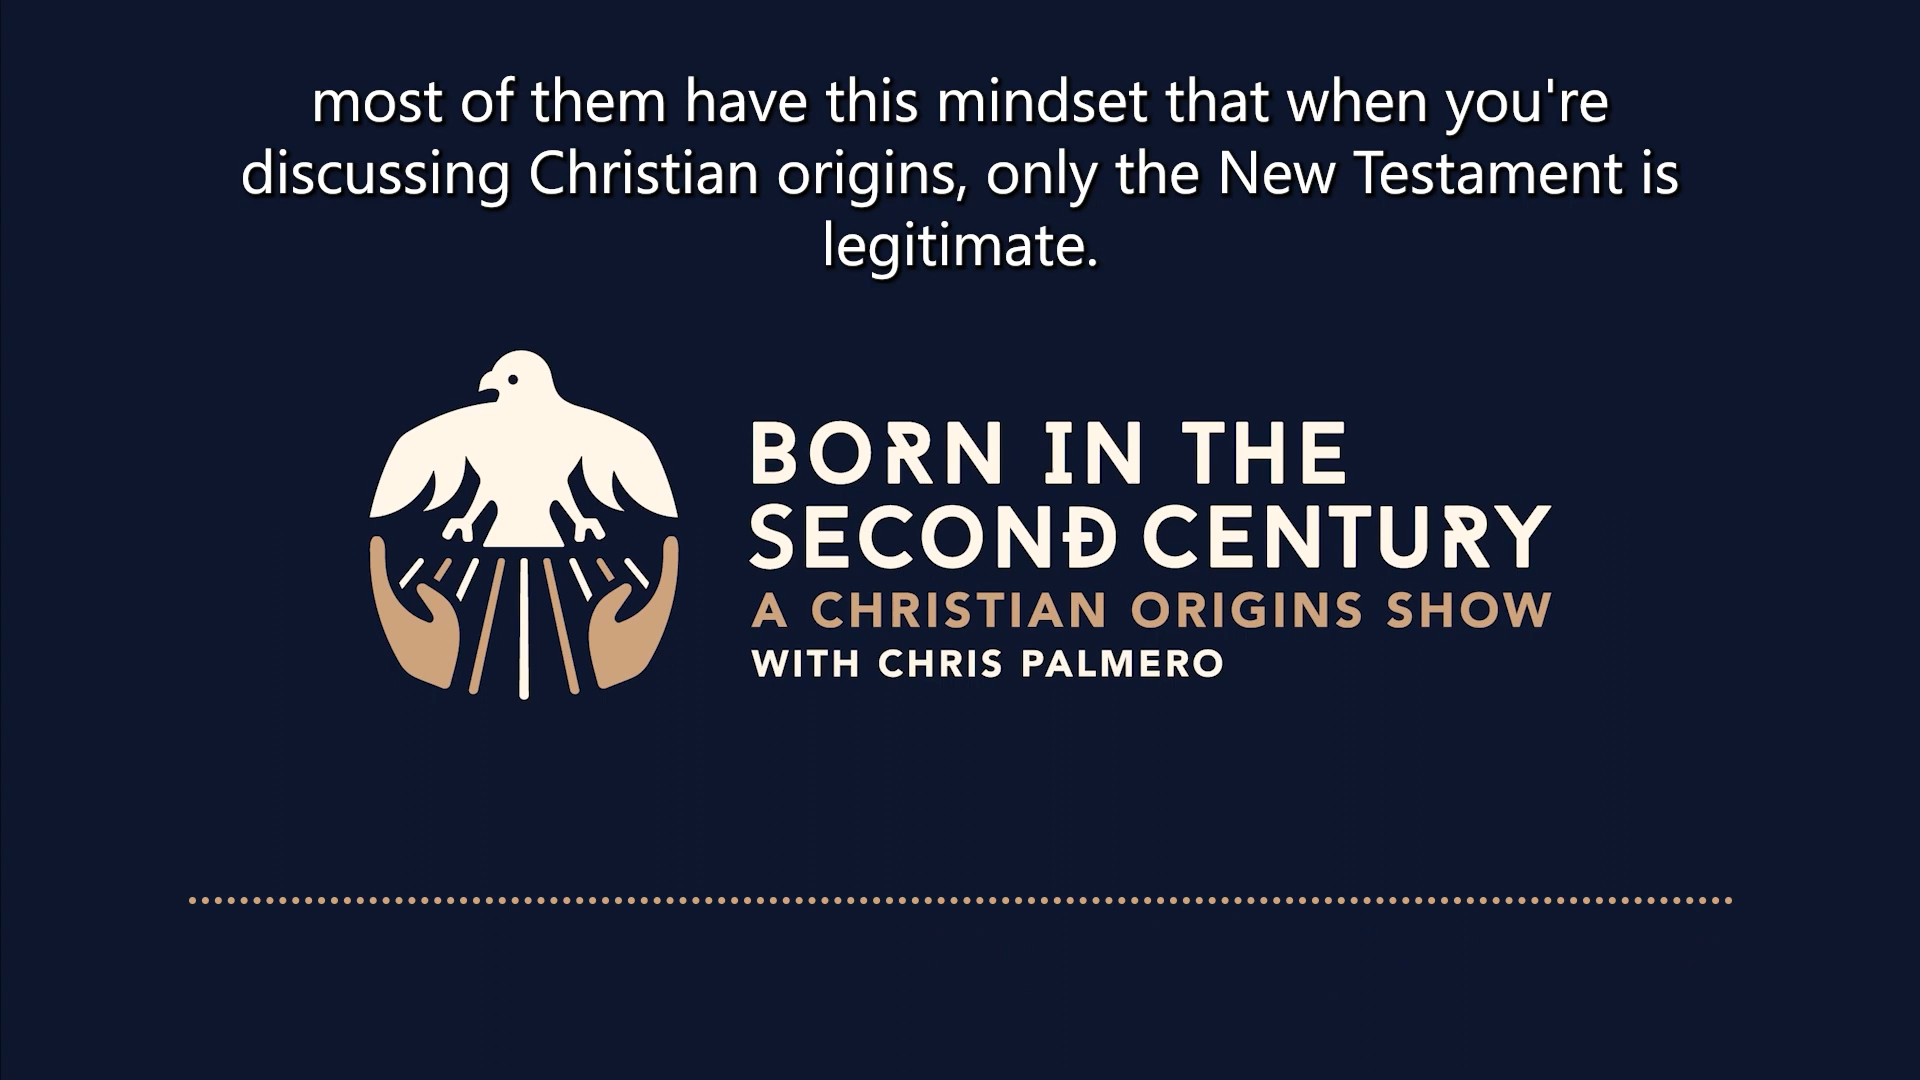 most of them have this mindset that when you're
discussing Christian origins, only the New Testament is
legitimate.
BORN IN THE
SECOND CENTURY
A CHRISTIAN ORIGINS SHOW
WITH CHRIS PALMERO